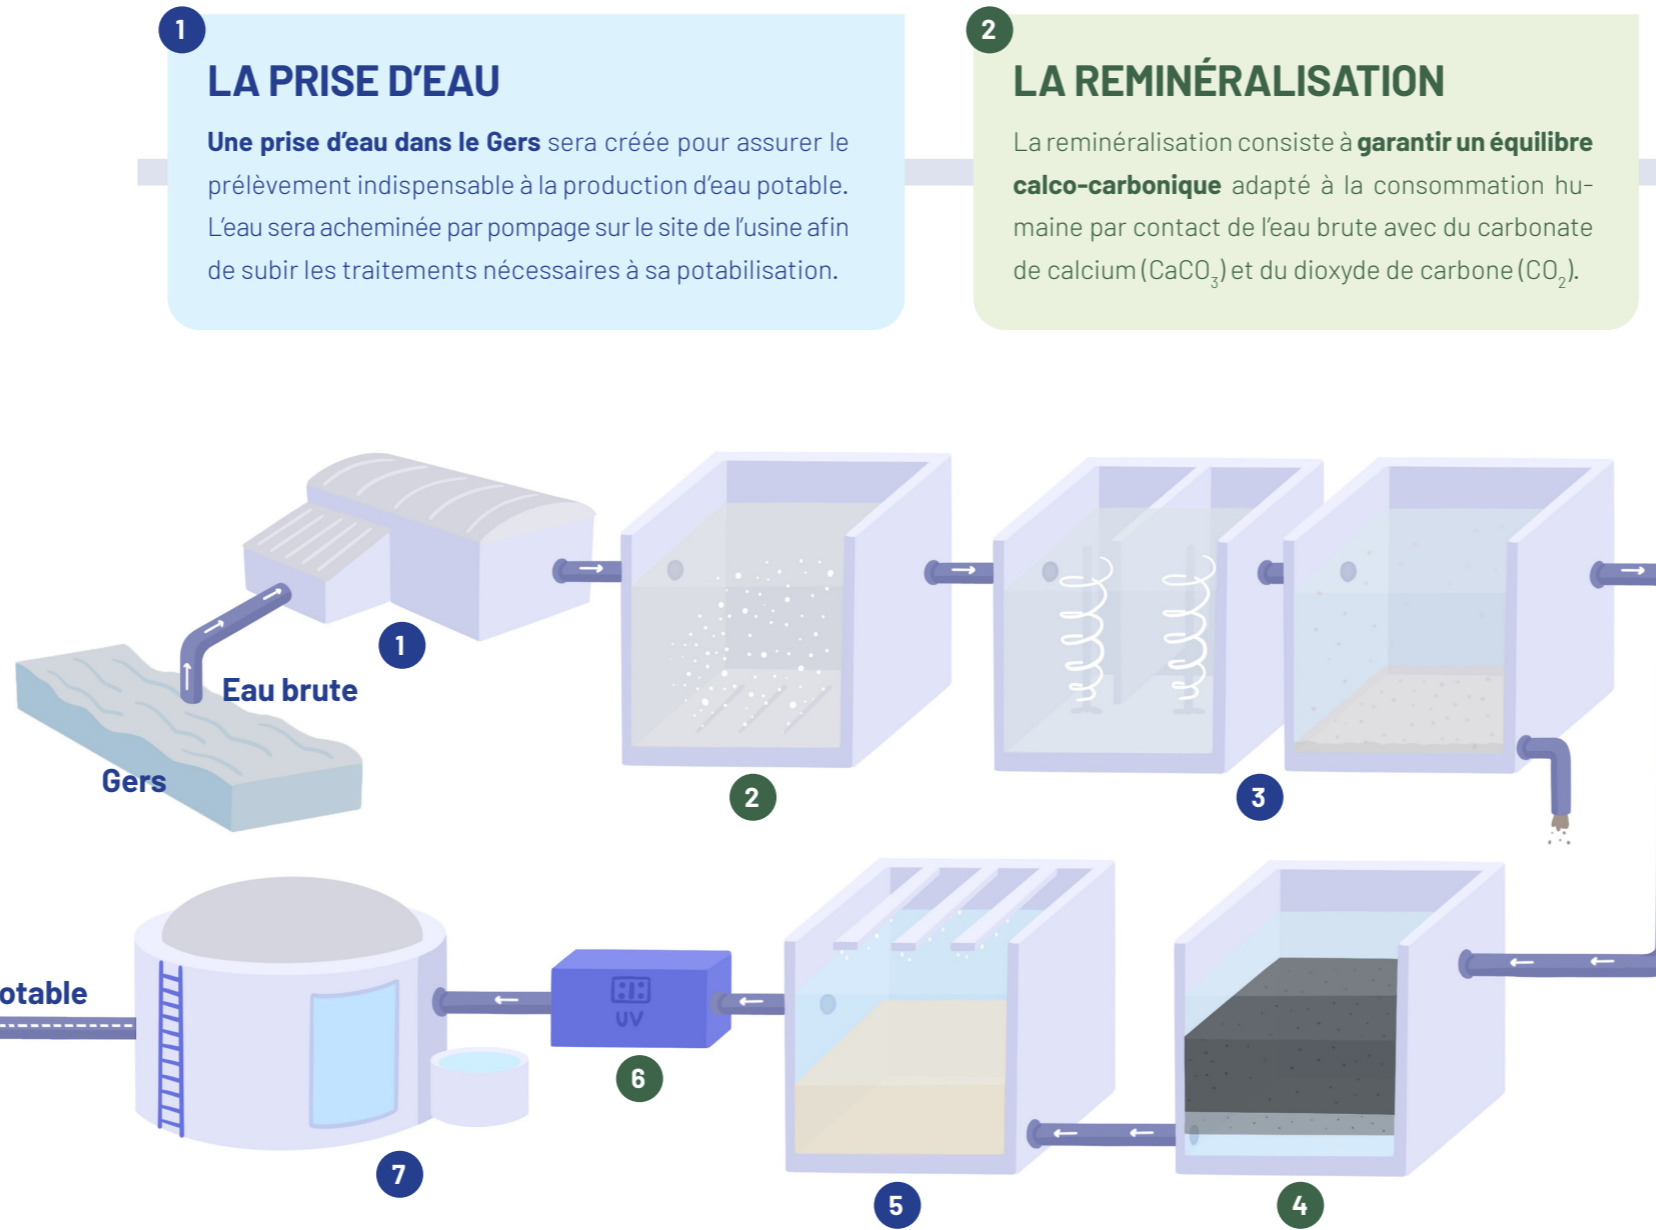 1
LA PRISE D'EAU
Une prise d'eau dans le Gers sera créée pour assurer le
prélèvement indispensable à la production d'eau potable.
L'eau sera acheminée par pompage sur le site de l'usine afin
de subir les traitements nécessaires à sa potabilisation.
2
LA REMINÉRALISATION
La reminéralisation consiste à garantir un équilibre
calco-carbonique adapté à la consommation hu-
maine par contact de l'eau brute avec du carbonate
de calcium (CaCO₃) et du dioxyde de carbone (CO₂).
1
Eau brute
Gers
2
3
otable
UV
6
7
5
4